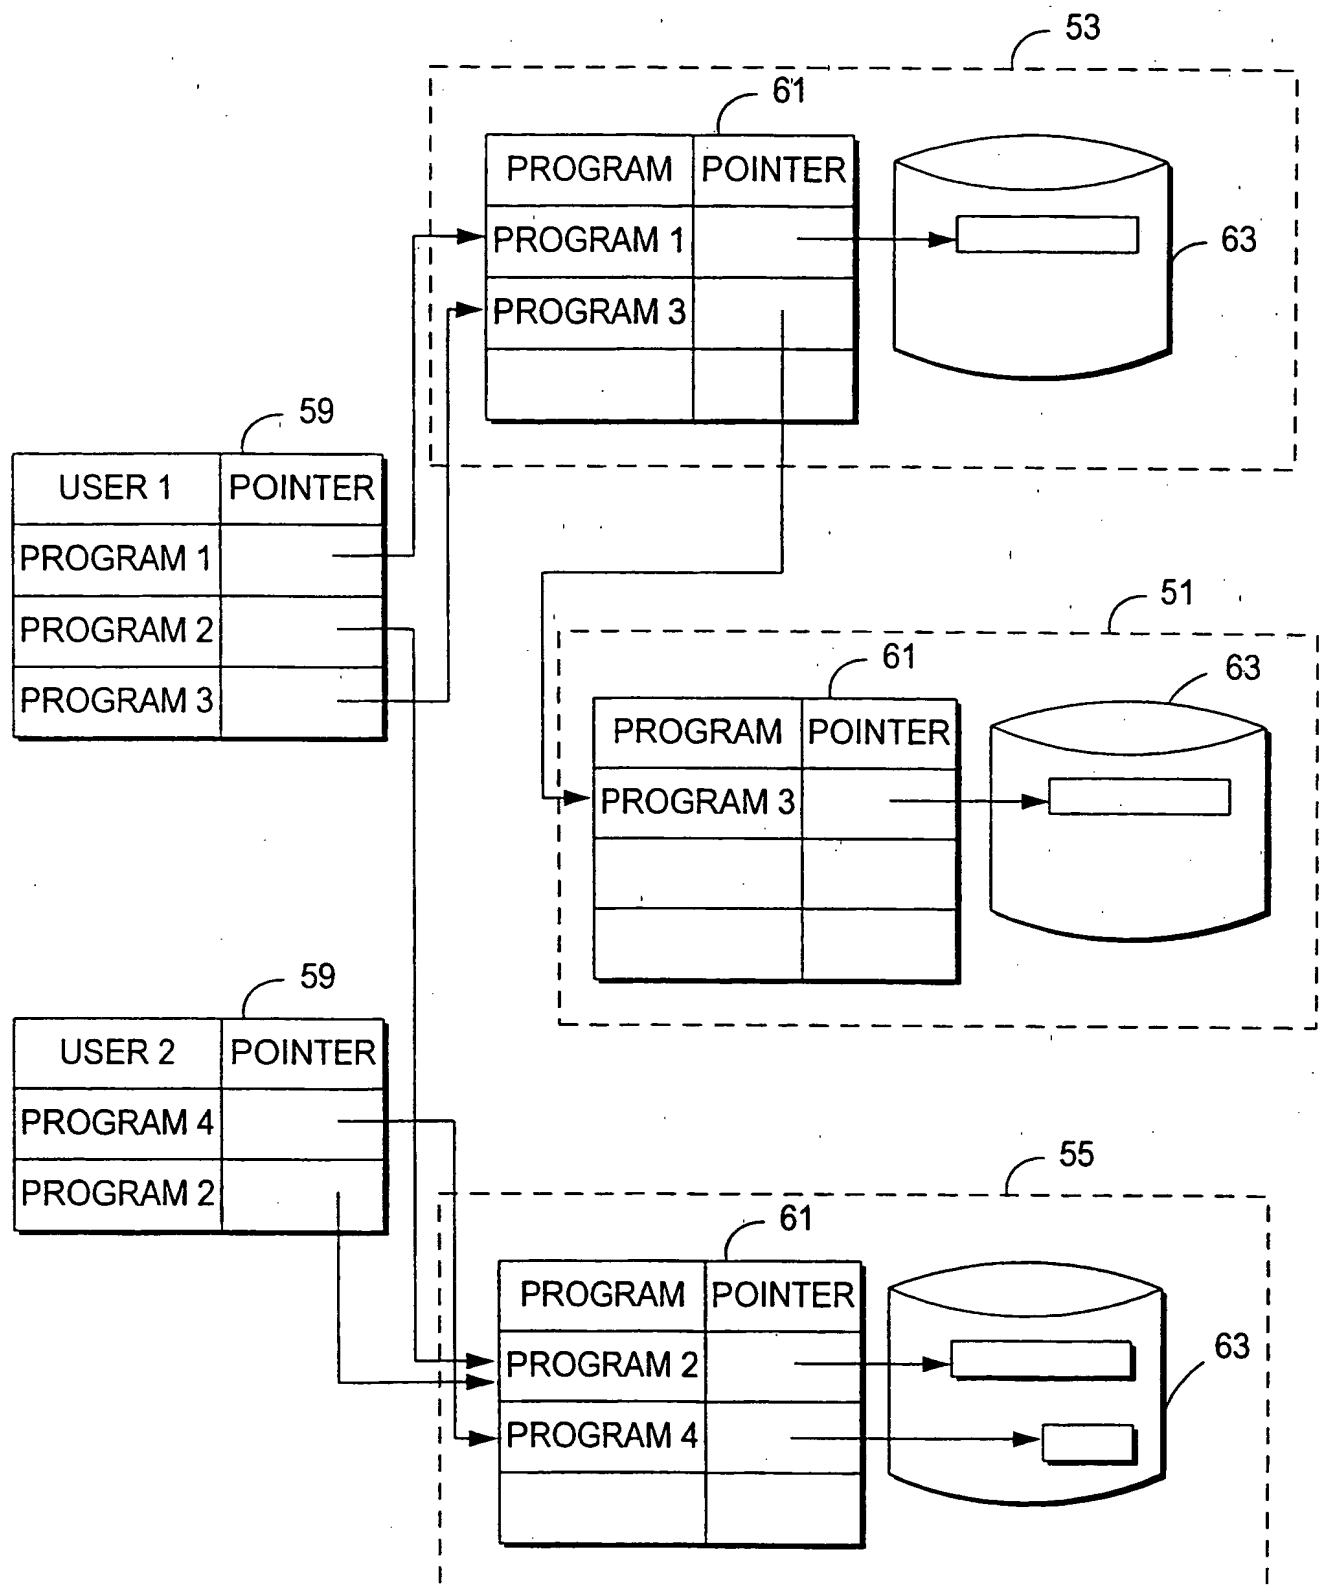 53
61
PROGRAM POINTER
PROGRAM 1
63
PROGRAM 3
59
USER 1 POINTER
PROGRAM 1
PROGRAM 2
PROGRAM 3
51
61
63
PROGRAM POINTER
PROGRAM 3
59
USER 2 POINTER
PROGRAM 4
PROGRAM 2
55
61
PROGRAM POINTER
63
PROGRAM 2
PROGRAM 4